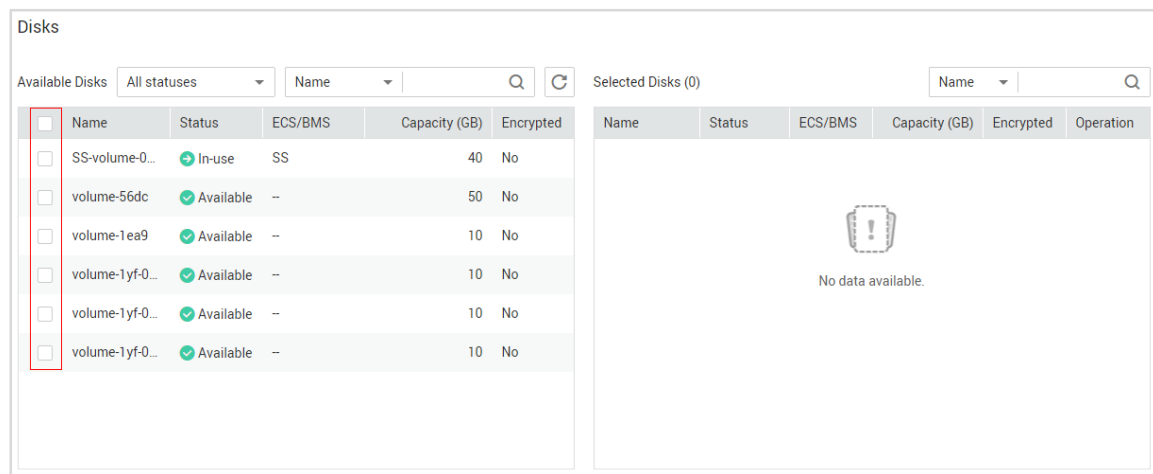 Disks
Available Disks All statuses Name Selected Disks (0) Name
Name Status ECS/BMS Capacity (GB) Encrypted Name Status ECS/BMS Capacity (GB) Encrypted Operation
SS-volume-0... In-use SS 40 No
volume-56dc Available -- 50 No
volume-1ea9 Available -- 10 No
volume-1yf-0... Available -- 10 No
volume-1yf-0... Available -- 10 No
volume-1yf-0... Available -- 10 No
No data available.